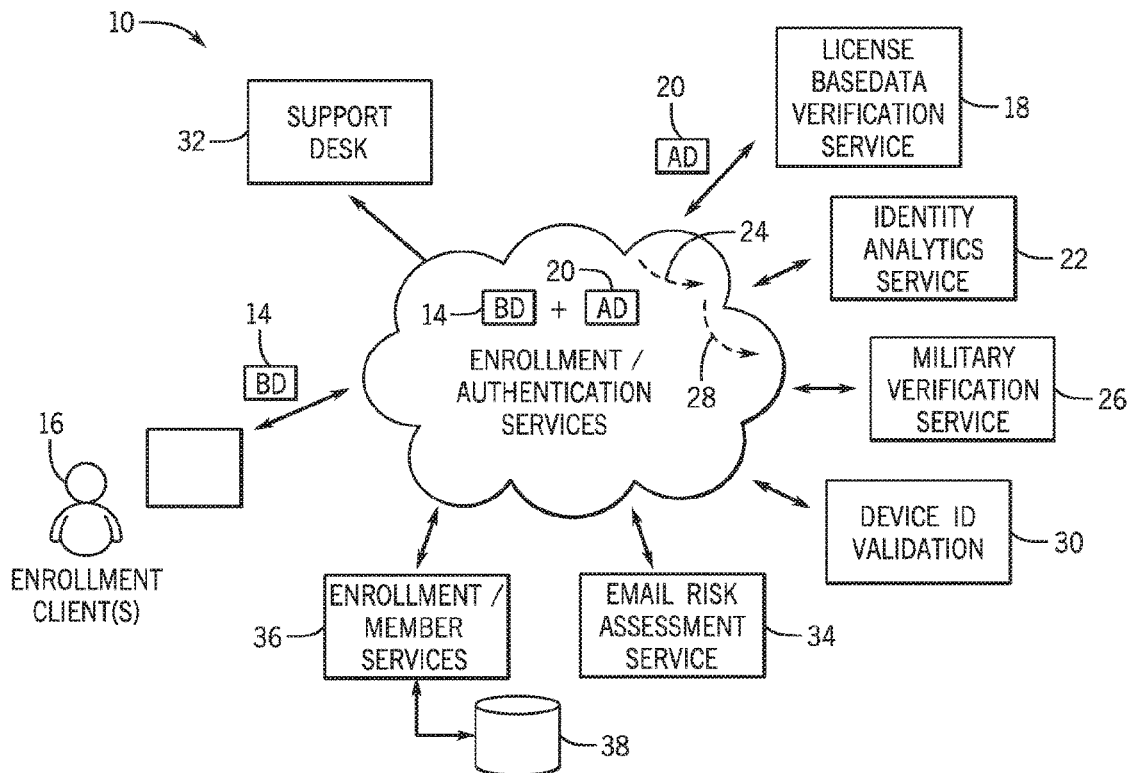 10
LICENSE
BASEDATA
VERIFICATION
SERVICE
18
20
AD
SUPPORT
DESK
32
IDENTITY
ANALYTICS
SERVICE
22
24
20
14
BD + AD
ENROLLMENT /
AUTHENTICATION
SERVICES
28
MILITARY
VERIFICATION
SERVICE
26
14
BD
16
ENROLLMENT
CLIENT(S)
DEVICE ID
VALIDATION
30
ENROLLMENT /
MEMBER
SERVICES
36
EMAIL RISK
ASSESSMENT
SERVICE
34
38